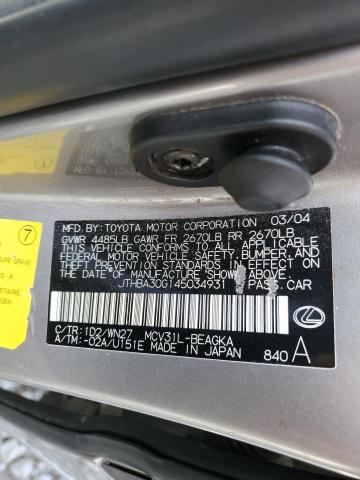 7
MFD. BY: TOYOTA MOTOR CORPORATION 03/04
GVWR 4485LB GAWR FR 2670LB RR 2670LB
THIS VEHICLE CONFORMS TO ALL APPLICABLE
FEDERAL MOTOR VEHICLE SAFETY, BUMPER, AND
THEFT PREVENTION STANDARDS IN EFFECT ON
THE DATE OF MANUFACTURE SHOWN ABOVE.
JTHBA30G145034931 PASS. CAR
C/TR:1D2/WN27 MCV31L-BEAGKA
A/TM:-02A/U151E MADE IN JAPAN 840 A